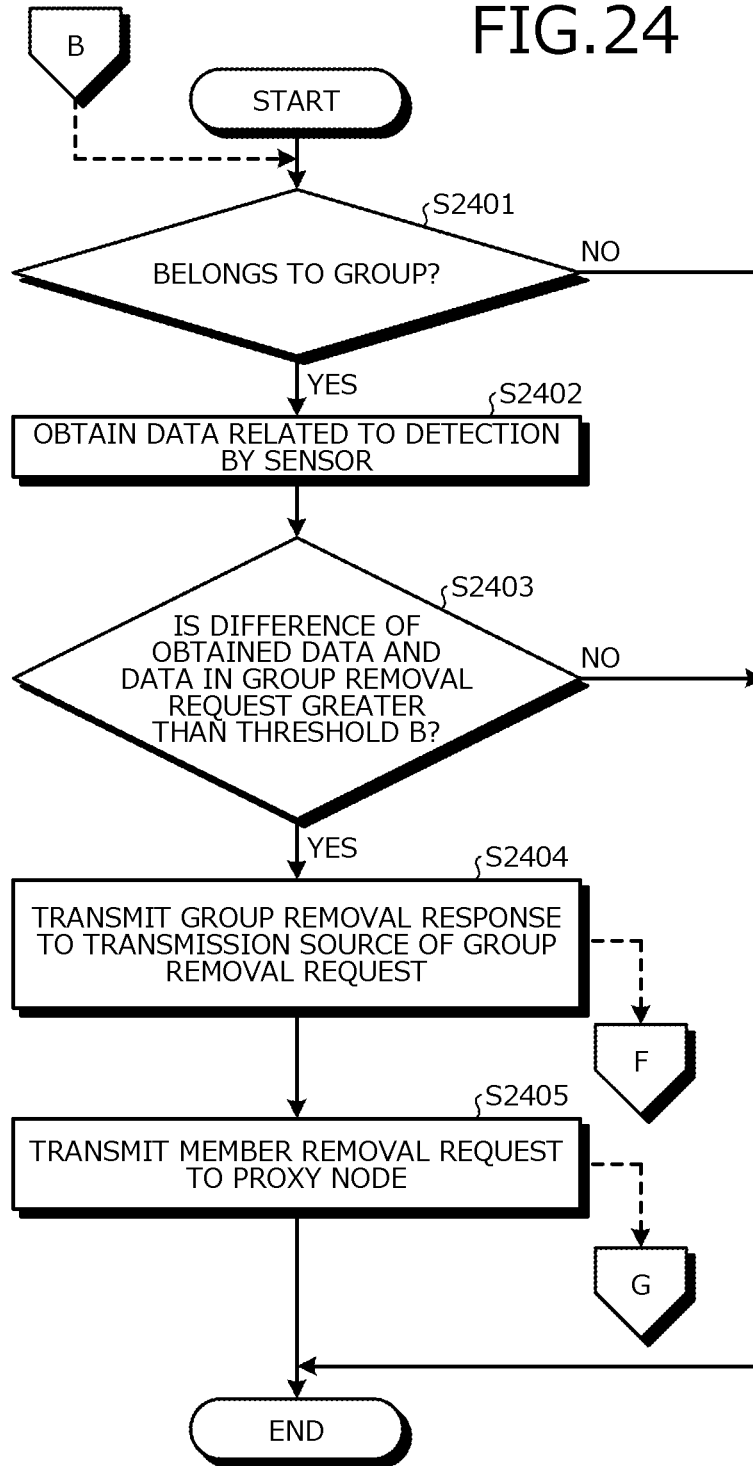 FIG.24
B
START
S2401
BELONGS TO GROUP?
NO
YES
S2402
OBTAIN DATA RELATED TO DETECTION
BY SENSOR
S2403
IS DIFFERENCE OF
OBTAINED DATA AND
DATA IN GROUP REMOVAL
REQUEST GREATER
THAN THRESHOLD B?
NO
YES
S2404
TRANSMIT GROUP REMOVAL RESPONSE
TO TRANSMISSION SOURCE OF GROUP
REMOVAL REQUEST
F
S2405
TRANSMIT MEMBER REMOVAL REQUEST
TO PROXY NODE
G
END